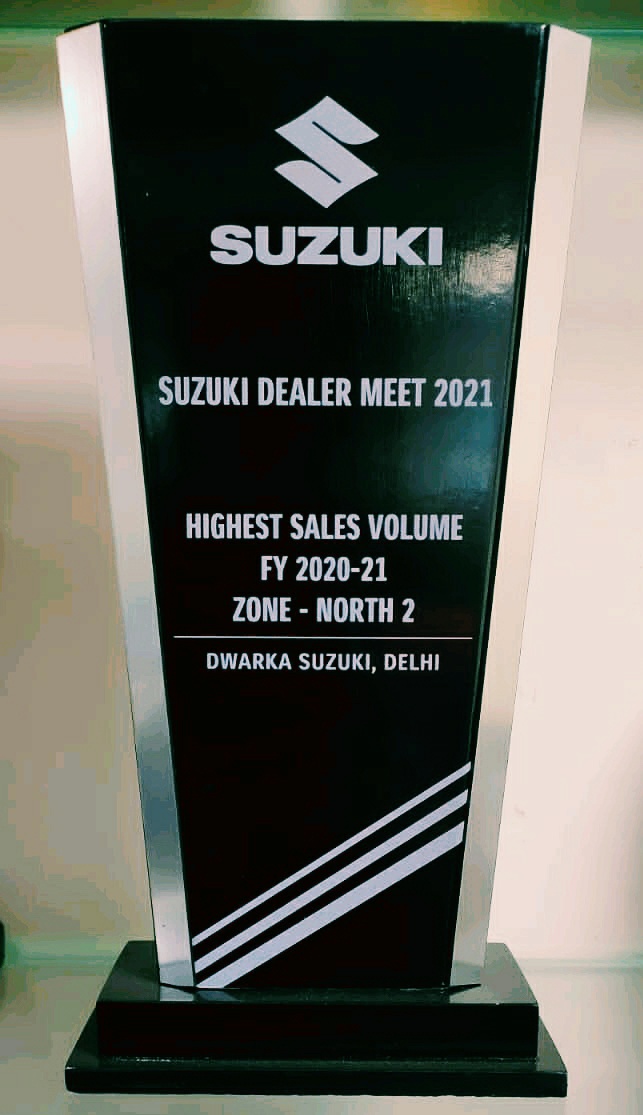 SUZUKI
SUZUKI DEALER MEET 2021
HIGHEST SALES VOLUME
FY 2020-21
ZONE - NORTH 2
DWARKA SUZUKI, DELHI